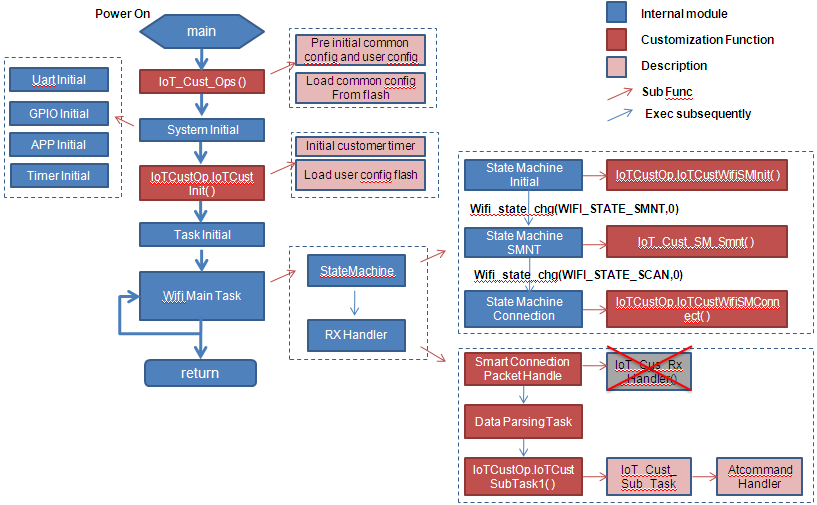 Power On
main
IoT_Cust_Ops ()
Pre initial common
config and user config
Load common config
From flash
Uart Initial
GPIO Initial
APP Initial
Timer Initial
System Initial
IoTCustOp.IoTCust
Init( )
Initial customer timer
Load user config flash
Task Initial
Wifi Main Task
return
StateMachine
RX Handler
Internal module
Customization Function
Description
Sub Func
Exec subsequently
State Machine
Initial
IoTCustOp.IoTCustWifiSMInit( )
Wifi_state_chg(WIFI_STATE_SMNT,0)
State Machine
SMNT
IoT_Cust_SM_Smnt( )
Wifi_state_chg(WIFI_STATE_SCAN,0)
State Machine
Connection
IoTCustOp.IoTCustWifiSMConn
ect( )
Smart Connection
Packet Handle
IoT_Cus_Rx
Handler()
Data Parsing Task
IoTCustOp.IoTCust
SubTask1( )
IoT_Cust_
Sub_Task
Atcommand
Handler